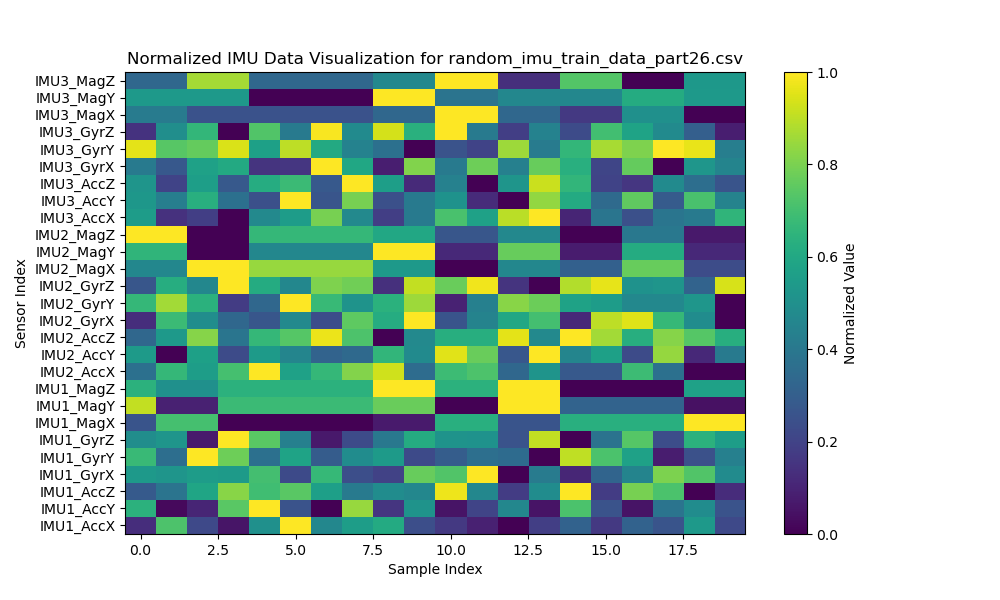 Normalized IMU Data Visualization for random_imu_train_data_part26.csv
IMU3_MagZ
IMU3_MagY
IMU3_MagX
IMU3_GyrZ
IMU3_GyrY
IMU3_GyrX
IMU3_AccZ
IMU3_AccY
IMU3_AccX
IMU2_MagZ
IMU2_MagY
IMU2_MagX
IMU2_GyrZ
IMU2_GyrY
IMU2_GyrX
IMU2_AccZ
IMU2_AccY
IMU2_AccX
IMU1_MagZ
IMU1_MagY
IMU1_MagX
IMU1_GyrZ
IMU1_GyrY
IMU1_GyrX
IMU1_AccZ
IMU1_AccY
IMU1_AccX
Sensor Index
0.0 2.5 5.0 7.5 10.0 12.5 15.0 17.5
Sample Index
1.0
0.8
0.6
0.4
0.2
0.0
Normalized Value